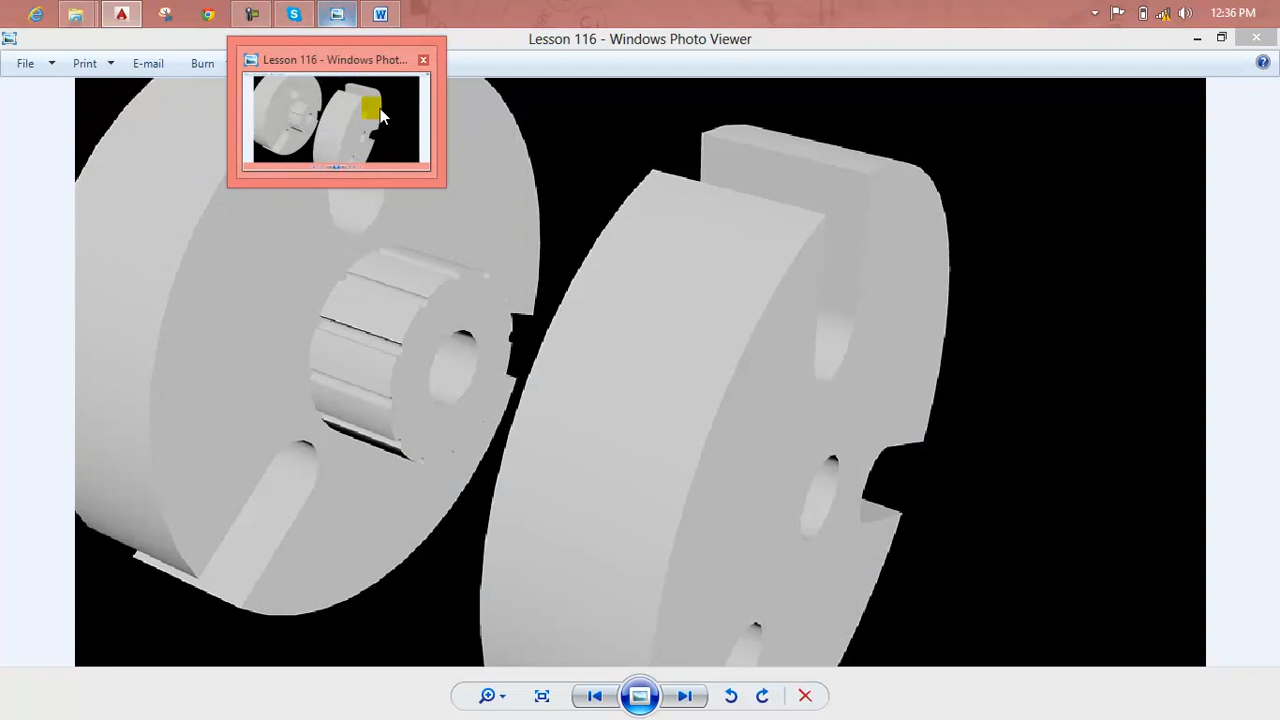 12:36 PM
Lesson 116 - Windows Photo Viewer
File
Print
E-mail
Burn
Lesson 116 - Windows Phot...